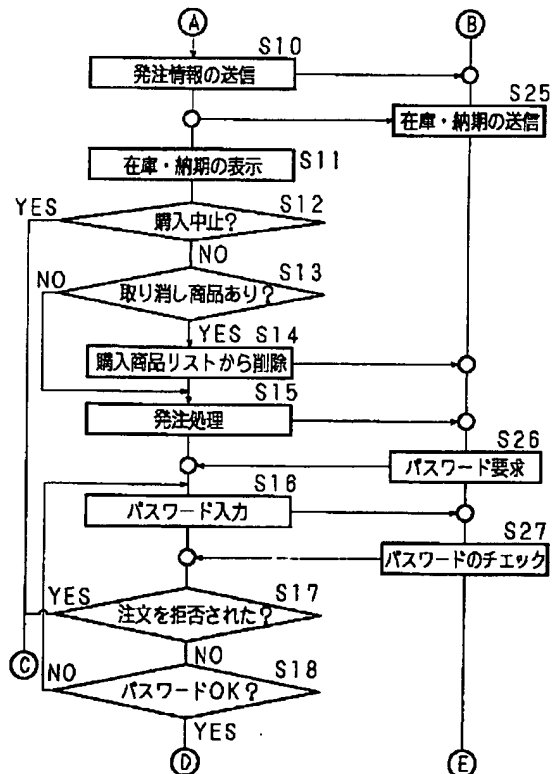 A
B
S10
発注情報の送信
S25
在庫・納期の送信
在庫・納期の表示
S11
YES
S12
購入中止?
NO
S13
NO
取り消し商品あり?
YES S14
購入商品リストから削除
S15
発注処理
S26
パスワード要求
S16
パスワード入力
S27
パスワードのチェック
S17
YES
注文を拒否された?
C
NO
S18
NO
パスワードOK?
YES
D
E